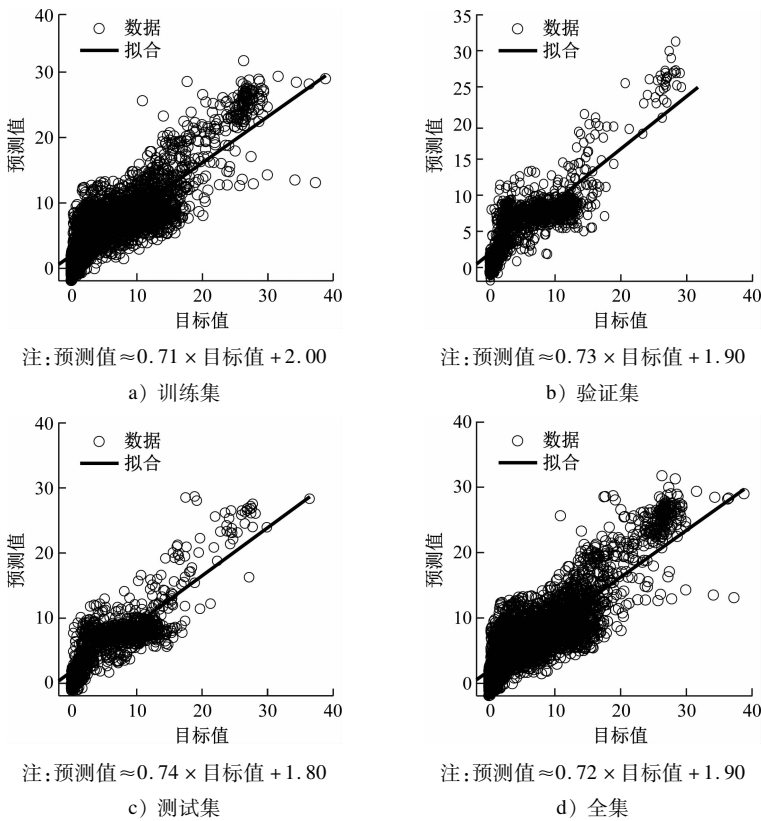 40
30
20
10
0
预测值
数据
拟合
0 10 20 30 40
目标值
注:预测值≈0.71×目标值+2.00
a) 训练集
35
30
25
20
15
10
5
0
预测值
数据
拟合
0 10 20 30 40
目标值
注:预测值≈0.73×目标值+1.90
b) 验证集
40
30
20
10
0
预测值
数据
拟合
0 10 20 30 40
目标值
注:预测值≈0.74×目标值+1.80
c) 测试集
40
30
20
10
0
预测值
数据
拟合
0 10 20 30 40
目标值
注:预测值≈0.72×目标值+1.90
d) 全集